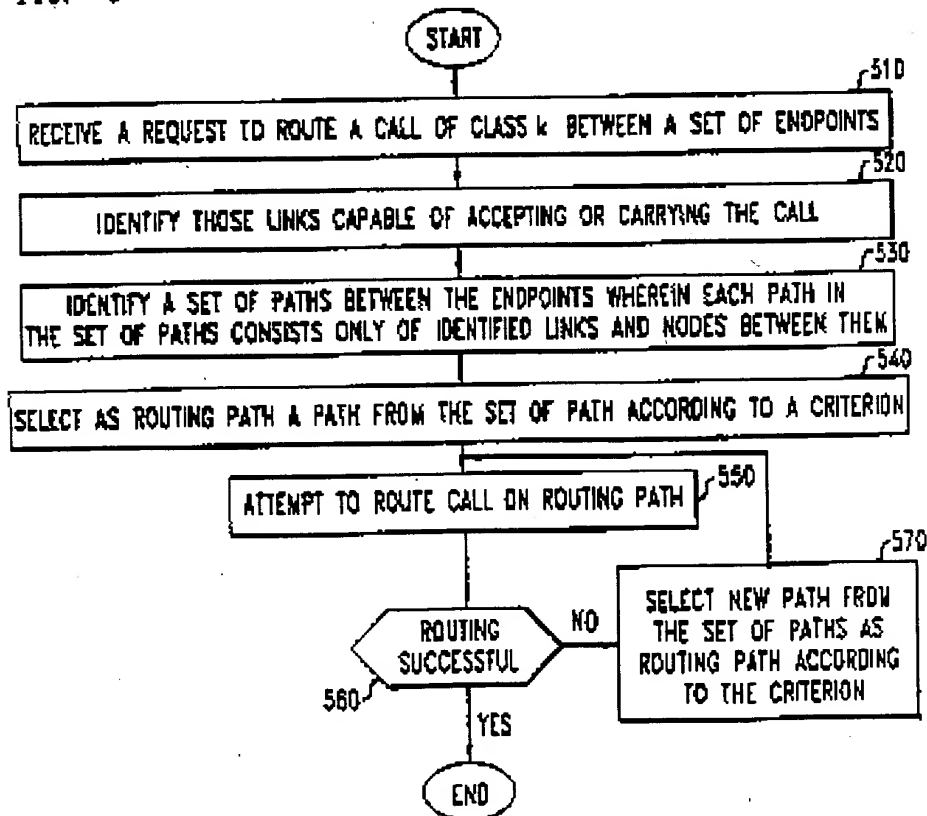 START
510
RECEIVE A REQUEST TO ROUTE A CALL OF CLASS k BETWEEN A SET OF ENDPOINTS
520
IDENTIFY THOSE LINKS CAPABLE OF ACCEPTING OR CARRYING THE CALL
530
IDENTIFY A SET OF PATHS BETWEEN THE ENDPOINTS WHEREIN EACH PATH IN
THE SET OF PATHS CONSISTS ONLY OF IDENTIFIED LINKS AND NODES BETWEEN THEM
540
SELECT AS ROUTING PATH A PATH FROM THE SET OF PATH ACCORDING TO A CRITERION
ATTEMPT TO ROUTE CALL ON ROUTING PATH
550
570
SELECT NEW PATH FROM
THE SET OF PATHS AS
ROUTING PATH ACCORDING
TO THE CRITERION
ROUTING
SUCCESSFUL
NO
560
YES
END